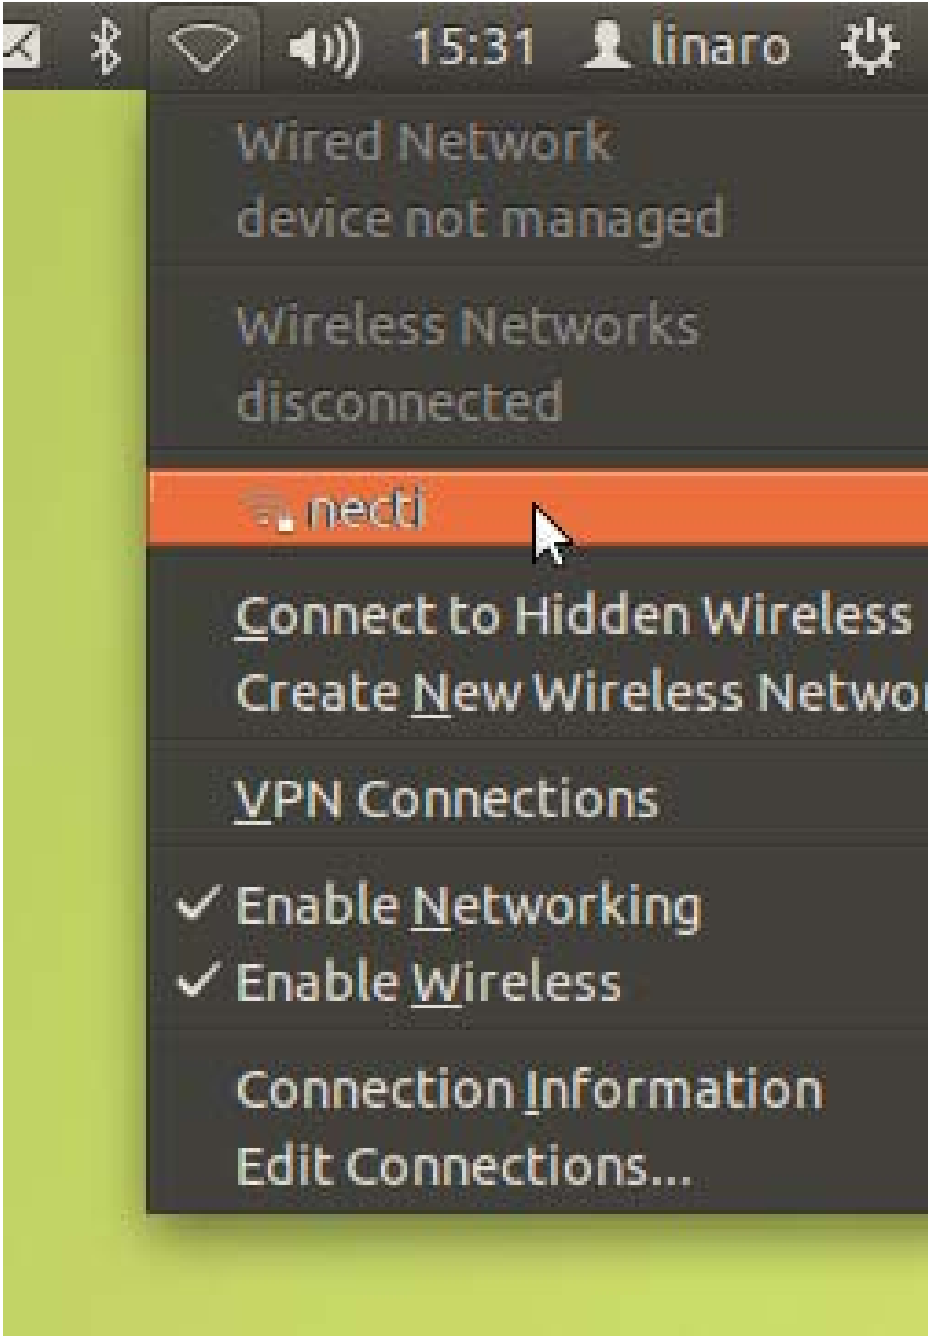 15:31 linaro
Wired Network
device not managed
Wireless Networks
disconnected
necti
Connect to Hidden Wireless
Create New Wireless Networ
VPN Connections
Enable Networking
Enable Wireless
Connection Information
Edit Connections...